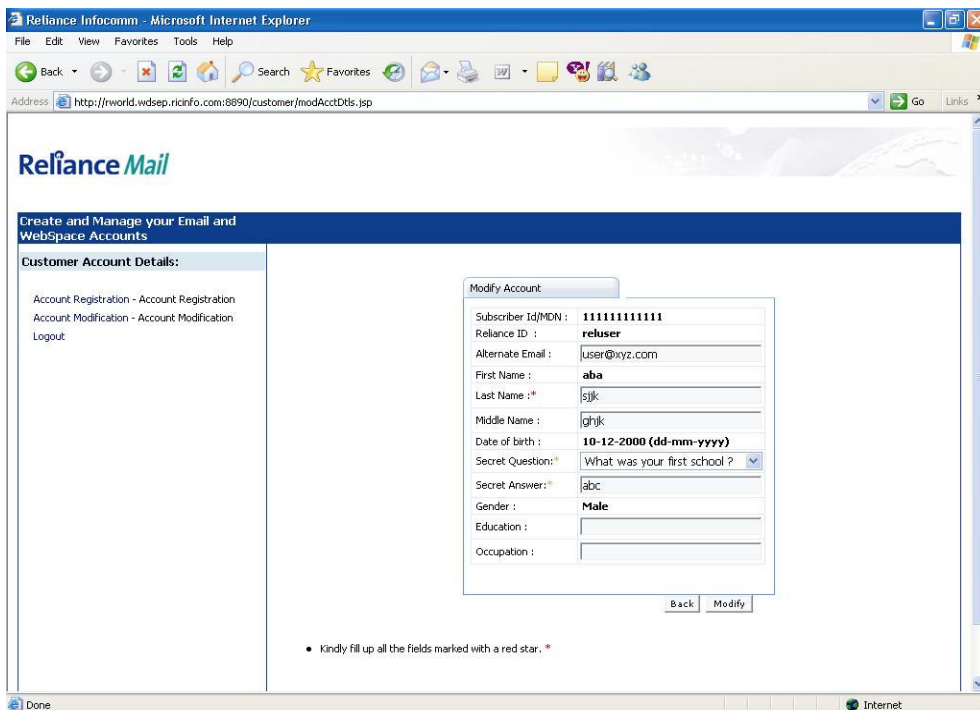 Reliance Infocomm - Microsoft Internet Explorer
File Edit View Favorites Tools Help
Back Search Favorites
Address http://rworld.wdsep.ricinfo.com:8890/customer/modAcctDtls.jsp Go Links
Reliance Mail
Create and Manage your Email and
WebSpace Accounts
Customer Account Details:
Account Registration - Account Registration
Account Modification - Account Modification
Logout
Modify Account
Subscriber Id/MDN : 111111111111
Reliance ID : reluser
Alternate Email : user@xyz.com
First Name : aba
Last Name :* sjjk
Middle Name : ghjk
Date of birth : 10-12-2000 (dd-mm-yyyy)
Secret Question:* What was your first school ?
Secret Answer:* abc
Gender : Male
Education :
Occupation :
Back Modify
• Kindly fill up all the fields marked with a red star. *
Done Internet